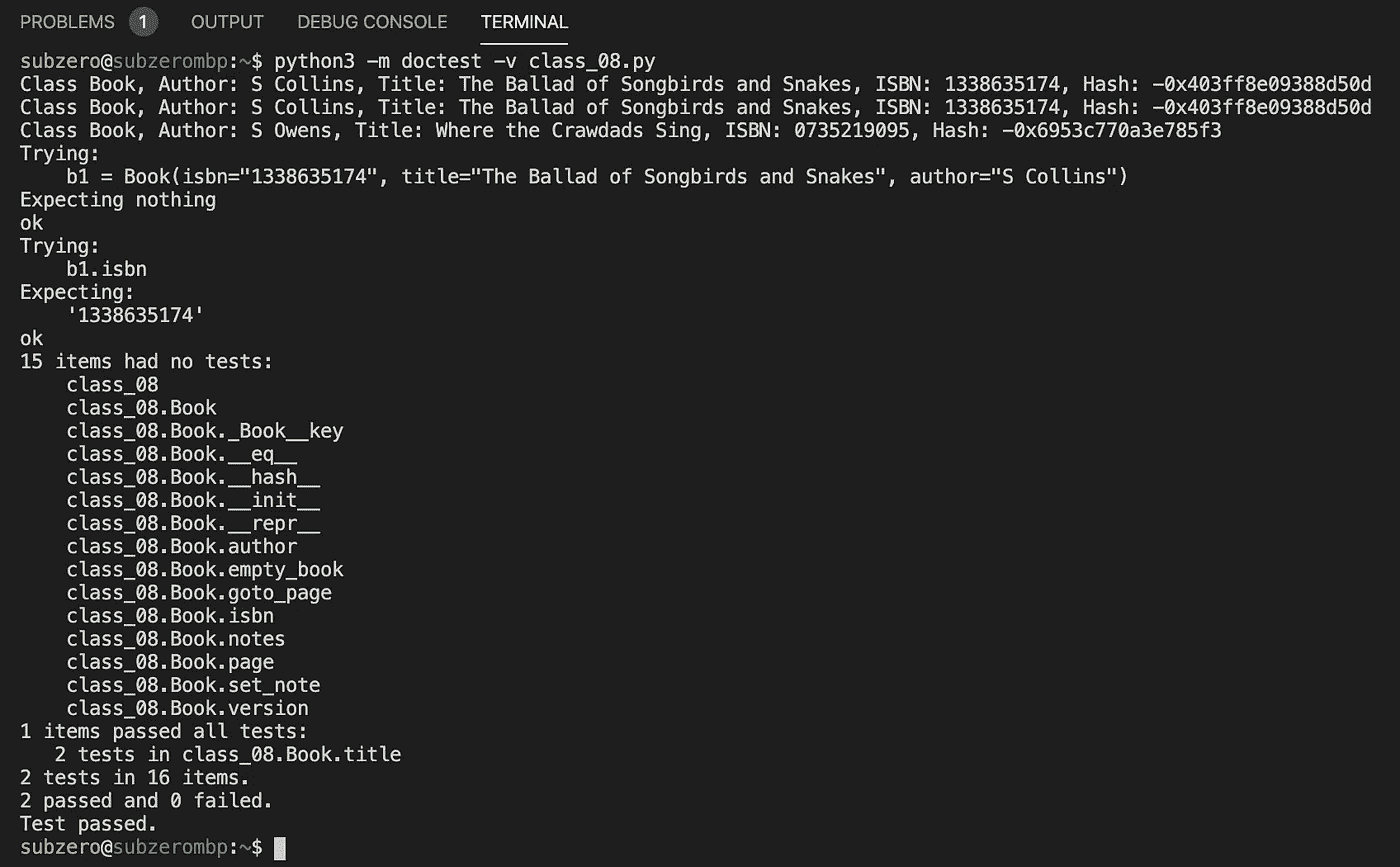 PROBLEMS 1 OUTPUT DEBUG CONSOLE TERMINAL
subzero@subzerombp:~$ python3 -m doctest -v class_08.py
Class Book, Author: S Collins, Title: The Ballad of Songbirds and Snakes, ISBN: 1338635174, Hash: -0x403ff8e09388d50d
Class Book, Author: S Collins, Title: The Ballad of Songbirds and Snakes, ISBN: 1338635174, Hash: -0x403ff8e09388d50d
Class Book, Author: S Owens, Title: Where the Crawdads Sing, ISBN: 0735219095, Hash: -0x6953c770a3e785f3
Trying:
    b1 = Book(isbn="1338635174", title="The Ballad of Songbirds and Snakes", author="S Collins")
Expecting nothing
ok
Trying:
    b1.isbn
Expecting:
    '1338635174'
ok
15 items had no tests:
    class_08
    class_08.Book
    class_08.Book._Book__key
    class_08.Book.__eq__
    class_08.Book.__hash__
    class_08.Book.__init__
    class_08.Book.__repr__
    class_08.Book.author
    class_08.Book.empty_book
    class_08.Book.goto_page
    class_08.Book.isbn
    class_08.Book.notes
    class_08.Book.page
    class_08.Book.set_note
    class_08.Book.version
1 items passed all tests:
   2 tests in class_08.Book.title
2 tests in 16 items.
2 passed and 0 failed.
Test passed.
subzero@subzerombp:~$